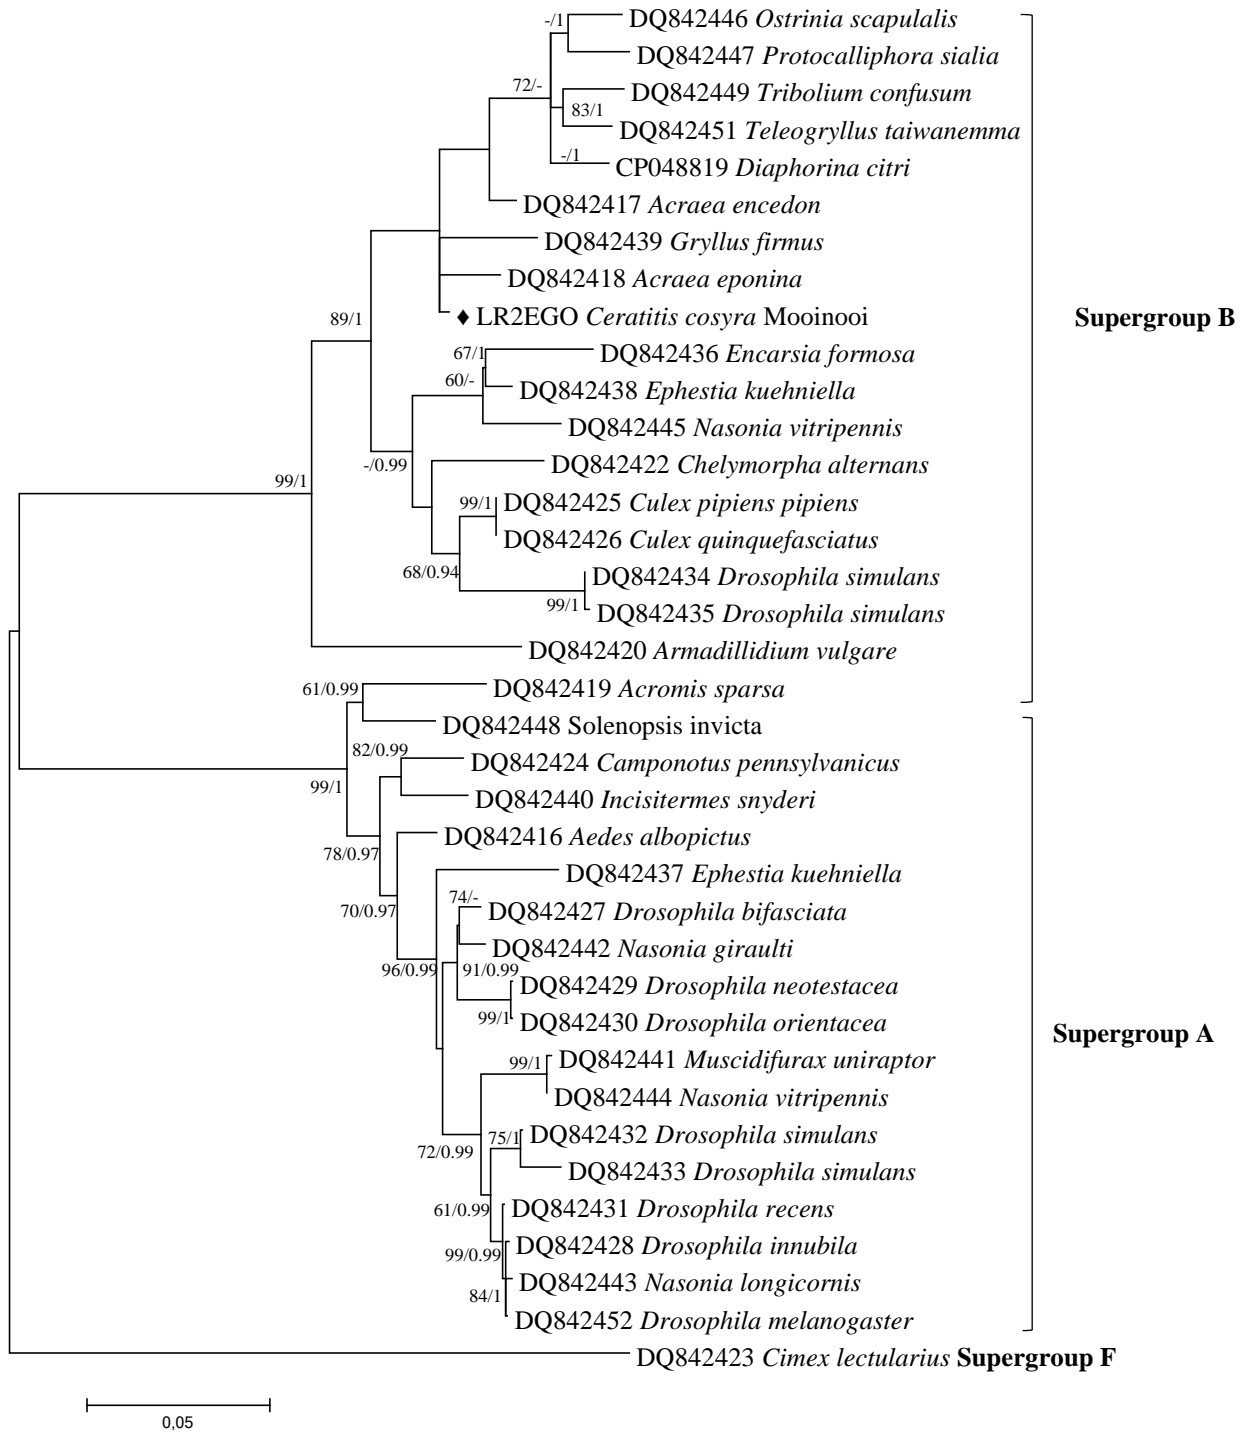 -/1
DQ842446 Ostrinia scapulalis
DQ842447 Protocalliphora sialia
72/-
DQ842449 Tribolium confusum
83/1
DQ842451 Teleogryllus taiwanemma
-/1
CP048819 Diaphorina citri
DQ842417 Acraea encedon
DQ842439 Gryllus firmus
DQ842418 Acraea eponina
89/1
♦ LR2EGO Ceratitis cosyra Mooinooi
Supergroup B
67/1
DQ842436 Encarsia formosa
60/-
DQ842438 Ephestia kuehniella
DQ842445 Nasonia vitripennis
-/0.99
DQ842422 Chelymorpha alternans
99/1
99/1
DQ842425 Culex pipiens pipiens
DQ842426 Culex quinquefasciatus
68/0.94
DQ842434 Drosophila simulans
99/1
DQ842435 Drosophila simulans
DQ842420 Armadillidium vulgare
61/0.99
DQ842419 Acromis sparsa
DQ842448 Solenopsis invicta
82/0.99
DQ842424 Camponotus pennsylvanicus
99/1
DQ842440 Incisitermes snyderi
DQ842416 Aedes albopictus
78/0.97
DQ842437 Ephestia kuehniella
74/-
70/0.97
DQ842427 Drosophila bifasciata
DQ842442 Nasonia giraulti
96/0.99
91/0.99
DQ842429 Drosophila neotestacea
99/1
DQ842430 Drosophila orientacea
Supergroup A
99/1
DQ842441 Muscidifurax uniraptor
DQ842444 Nasonia vitripennis
75/1
DQ842432 Drosophila simulans
72/0.99
DQ842433 Drosophila simulans
61/0.99
DQ842431 Drosophila recens
DQ842428 Drosophila innubila
99/0.99
DQ842443 Nasonia longicornis
84/1
DQ842452 Drosophila melanogaster
DQ842423 Cimex lectularius Supergroup F
0,05